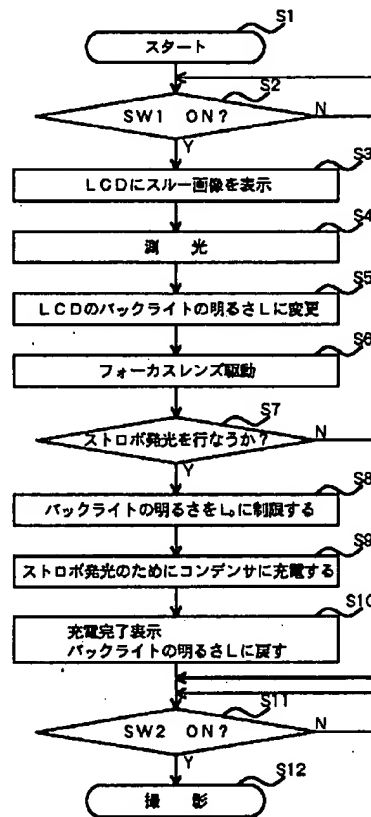 S1
スタート
S2
SW1 ON?
N
Y
S3
LCDにスルー画像を表示
S4
測 光
S5
LCDのバックライトの明るさLに変更
S6
フォーカスレンズ駆動
S7
ストロボ発光を行なうか?
N
Y
S8
バックライトの明るさをL₀に制限する
S9
ストロボ発光のためにコンデンサに充電する
S10
充電完了表示
バックライトの明るさLに戻す
S11
SW2 ON?
N
Y
S12
撮 影